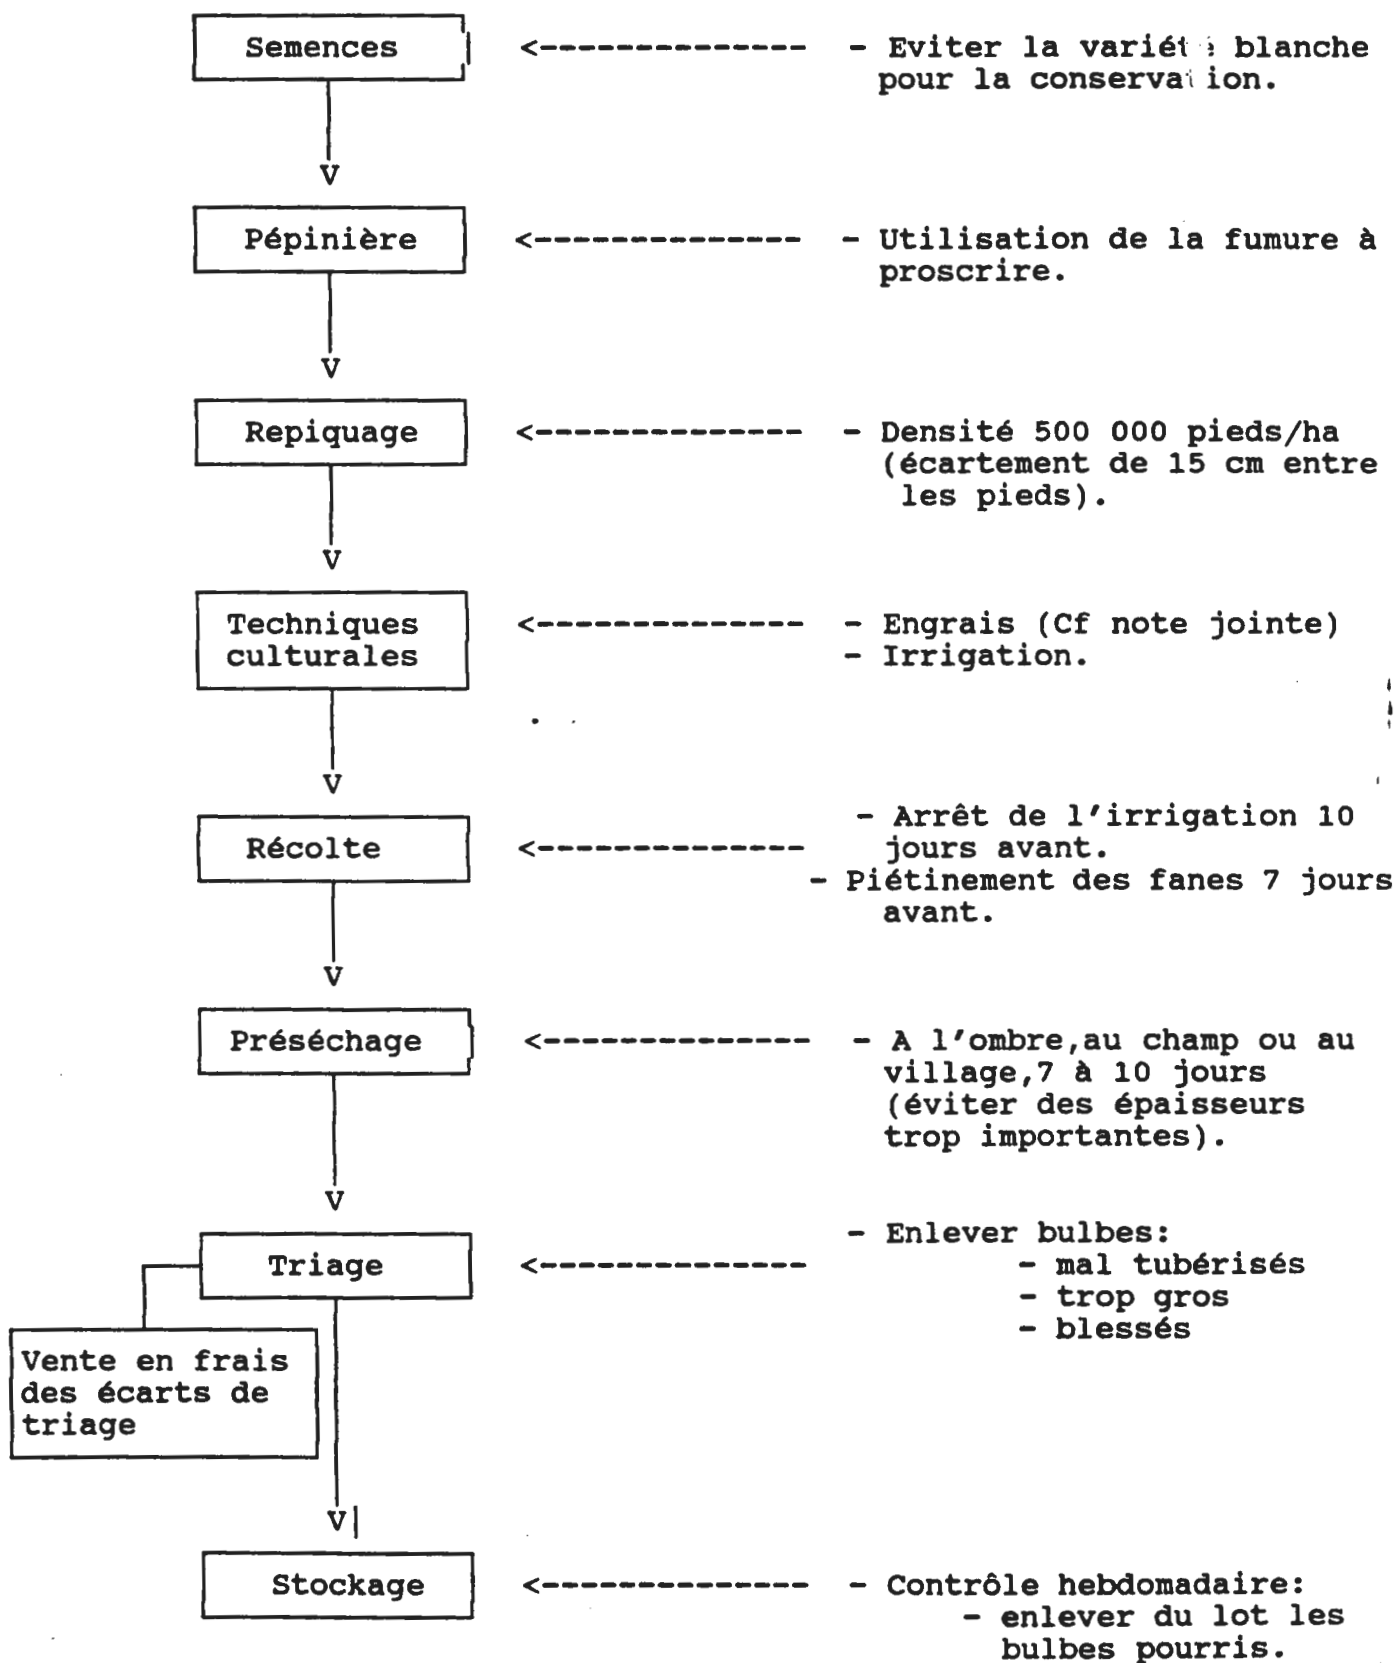 Semences <-------------- - Eviter la variété blanche
pour la conservation.
V
Pépinière <-------------- - Utilisation de la fumure à
proscrire.
V
Repiquage <-------------- - Densité 500 000 pieds/ha
(écartement de 15 cm entre
les pieds).
V
Techniques <-------------- - Engrais (Cf note jointe)
culturales - Irrigation.
V
- Arrêt de l'irrigation 10
Récolte <-------------- jours avant.
- Piétinement des fanes 7 jours
avant.
V
Préséchage <-------------- - A l'ombre,au champ ou au
village,7 à 10 jours
(éviter des épaisseurs
trop importantes).
V
- Enlever bulbes:
Triage <-------------- - mal tubérisés
- trop gros
- blessés
Vente en frais
des écarts de
triage
V
Stockage <-------------- - Contrôle hebdomadaire:
- enlever du lot les
bulbes pourris.